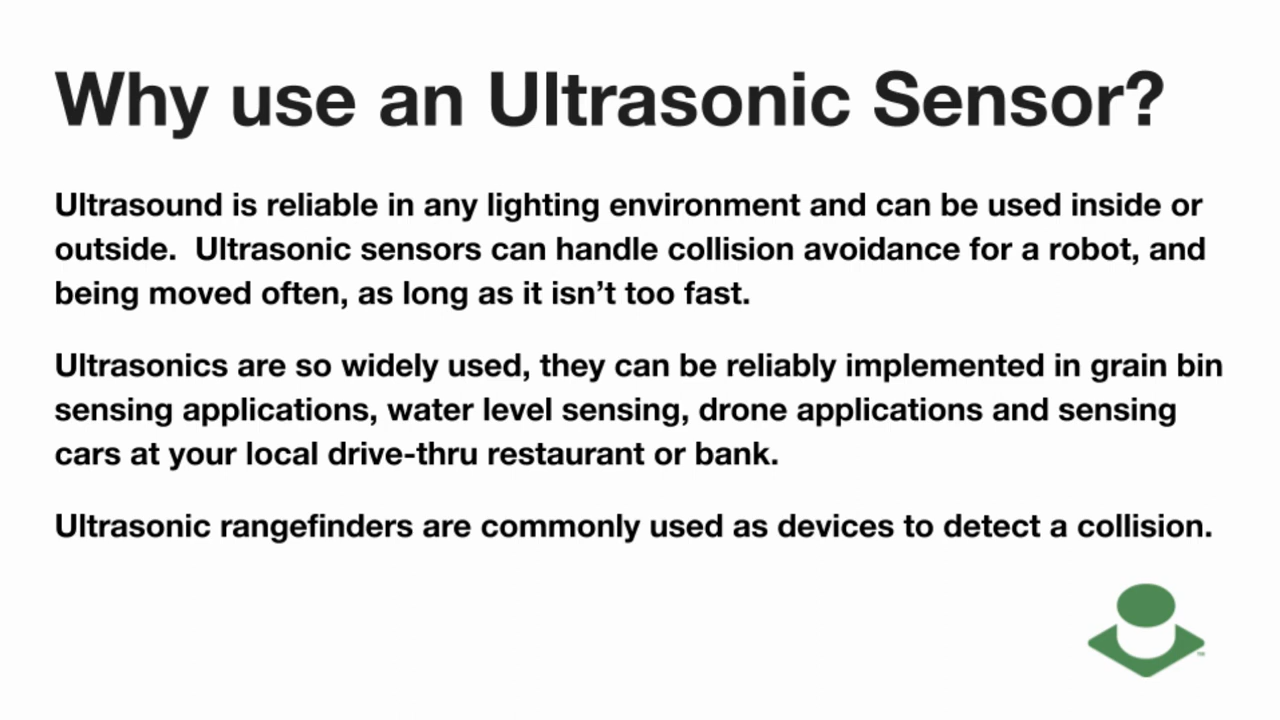 Why use an Ultrasonic Sensor?
Ultrasound is reliable in any lighting environment and can be used inside or
outside.  Ultrasonic sensors can handle collision avoidance for a robot, and
being moved often, as long as it isn’t too fast.
Ultrasonics are so widely used, they can be reliably implemented in grain bin
sensing applications, water level sensing, drone applications and sensing
cars at your local drive-thru restaurant or bank.
Ultrasonic rangefinders are commonly used as devices to detect a collision.